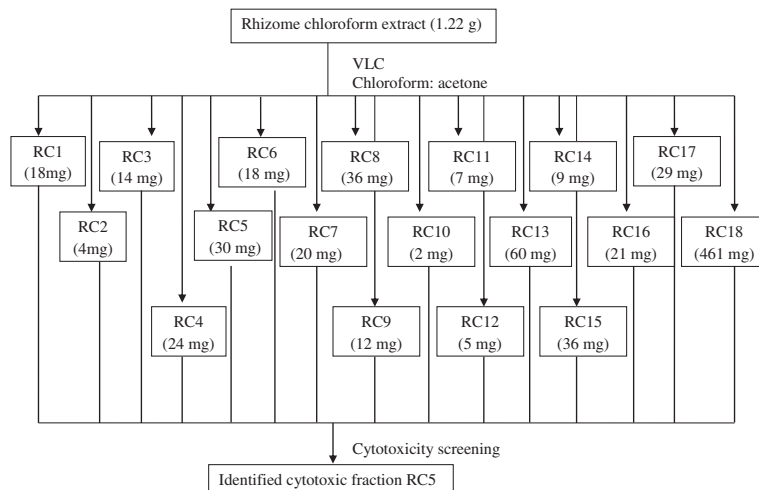 Rhizome chloroform extract (1.22 g)
VLC
Chloroform: acetone
RC1
(18mg)
RC2
(4mg)
RC3
(14 mg)
RC4
(24 mg)
RC5
(30 mg)
RC6
(18 mg)
RC7
(20 mg)
RC8
(36 mg)
RC9
(12 mg)
RC10
(2 mg)
RC11
(7 mg)
RC12
(5 mg)
RC13
(60 mg)
RC14
(9 mg)
RC15
(36 mg)
RC16
(21 mg)
RC17
(29 mg)
RC18
(461 mg)
Cytotoxicity screening
Identified cytotoxic fraction RC5